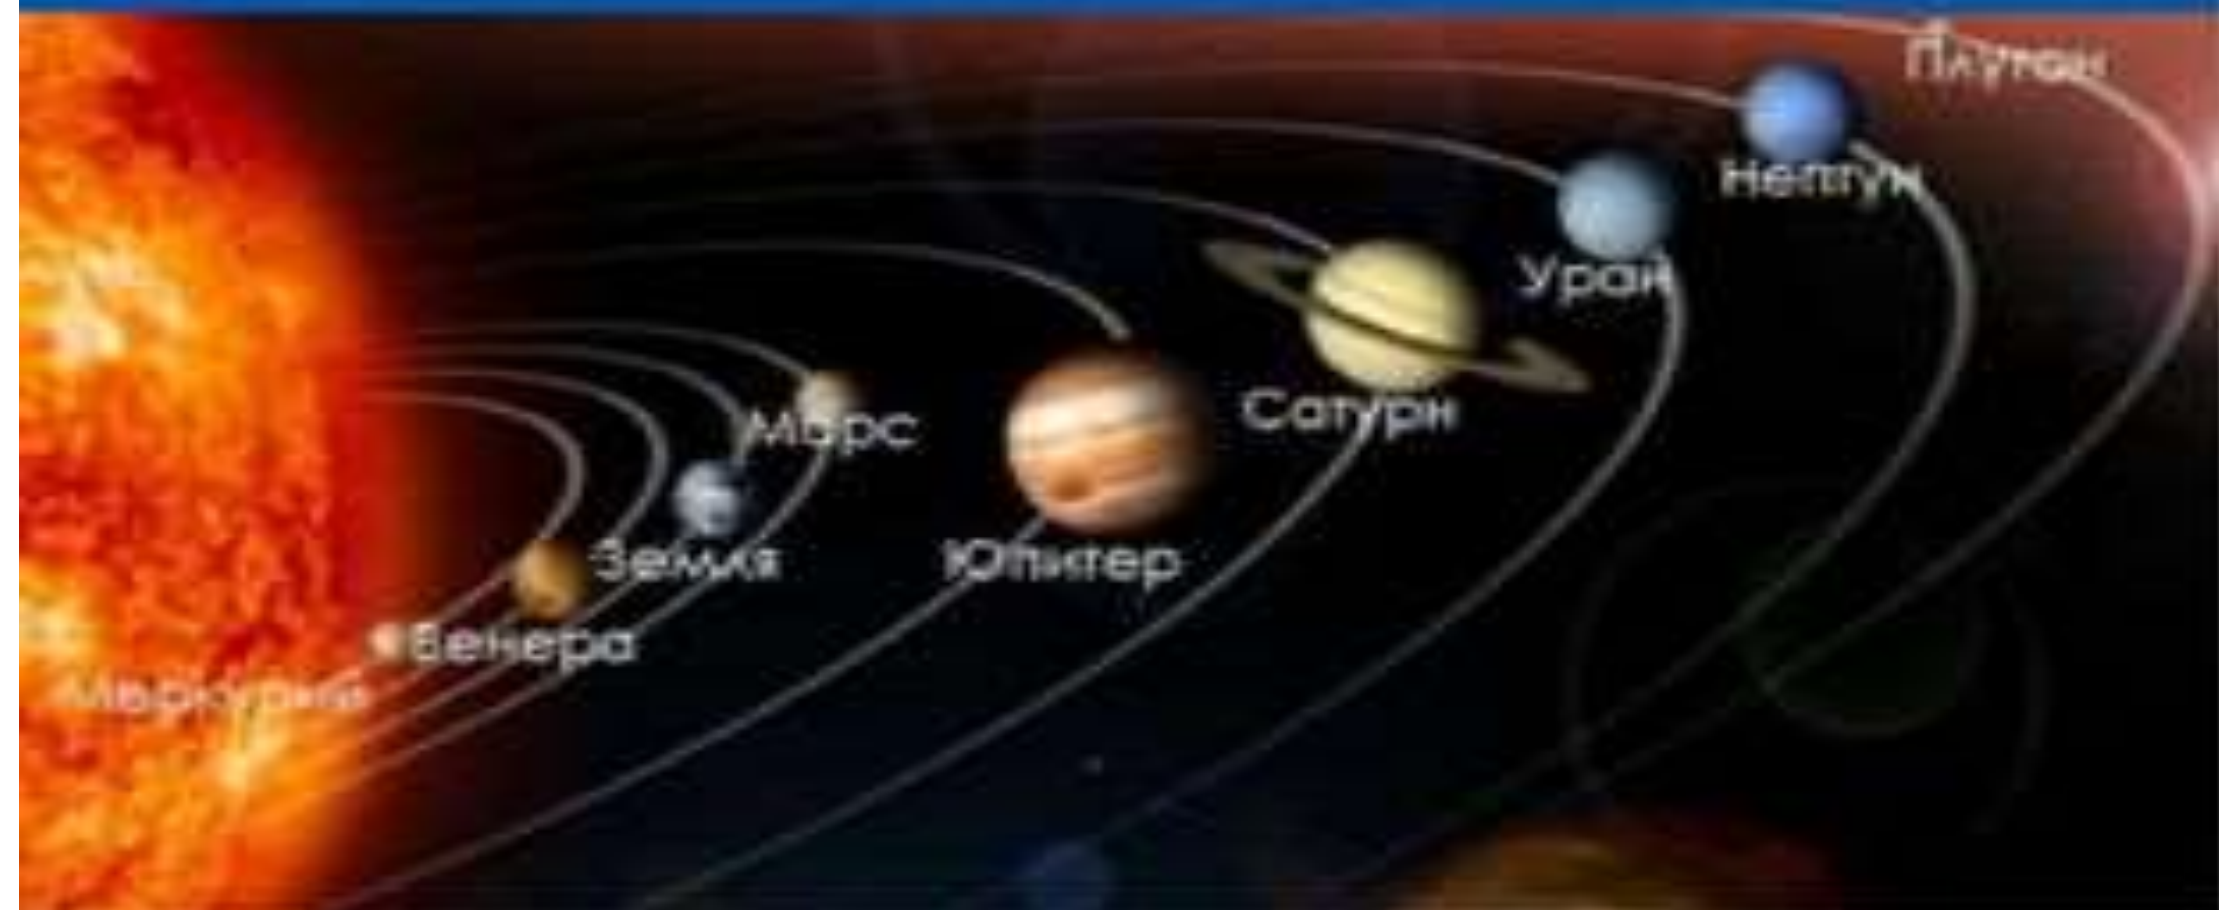 Плутон
Нептун
Уран
Сатурн
Марс
Юпитер
Земля
Венера
Меркурий